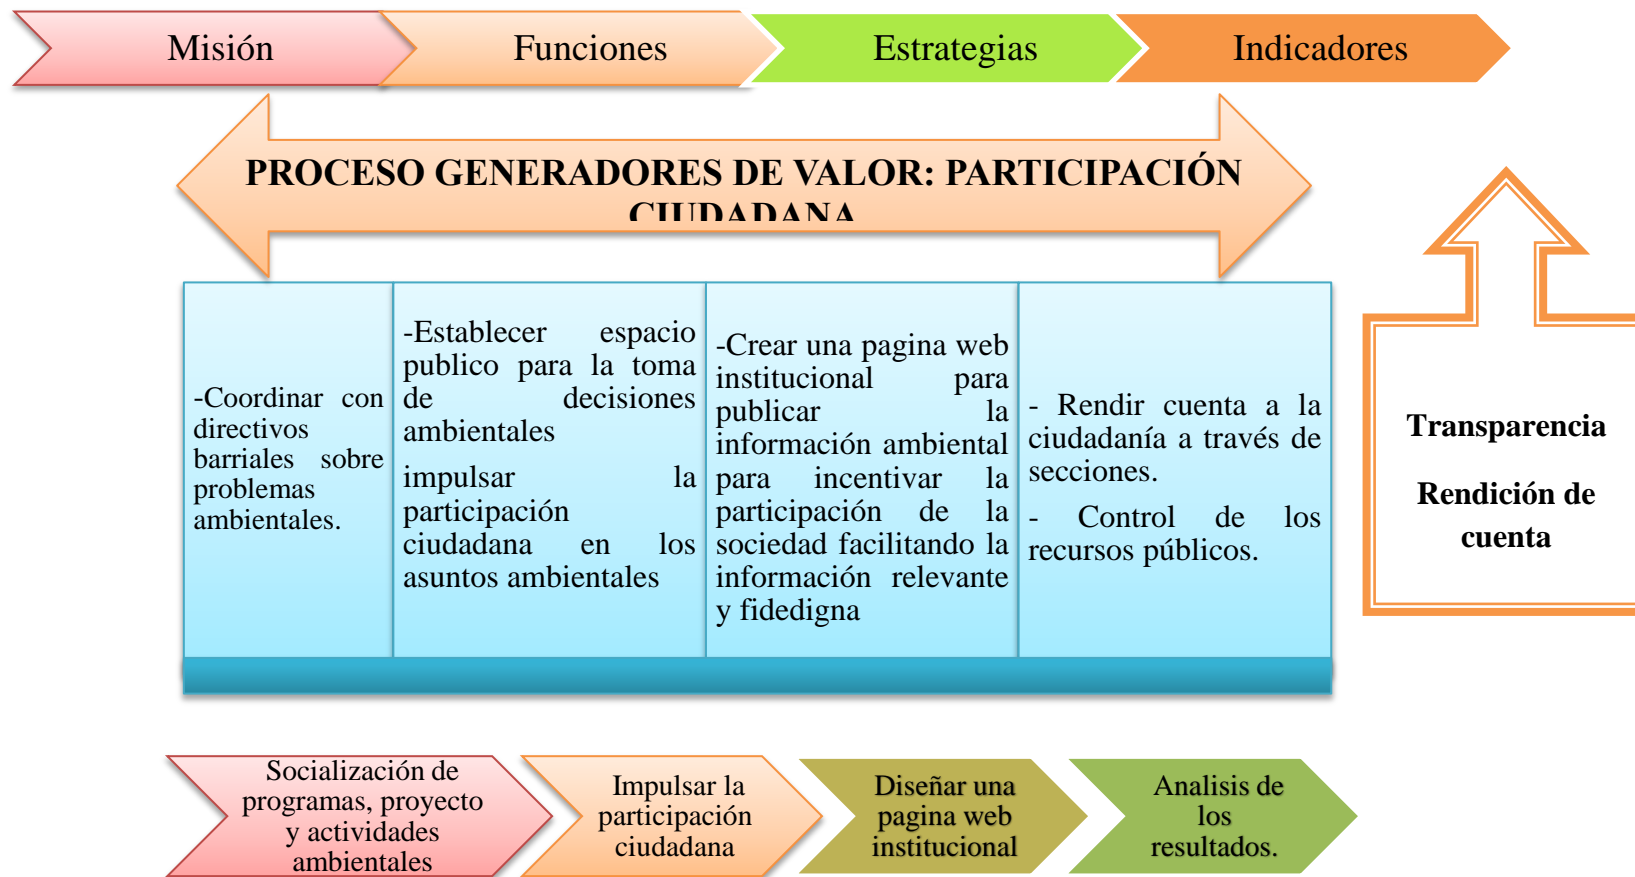 Misión
Funciones
Estrategias
Indicadores
PROCESO GENERADORES DE VALOR: PARTICIPACIÓN
CIUDADANA
-Coordinar con
directivos
barriales sobre
problemas
ambientales.
-Establecer espacio
publico para la toma
de decisiones
ambientales
impulsar la
participación
ciudadana en los
asuntos ambientales
-Crear una pagina web
institucional para
publicar la
información ambiental
para incentivar la
participación de la
sociedad facilitando la
información relevante
y fidedigna
- Rendir cuenta a la
ciudadanía a través de
secciones.
- Control de los
recursos públicos.
Transparencia
Rendición de
cuenta
Socialización de
programas, proyecto
y actividades
ambientales
Impulsar la
participación
ciudadana
Diseñar una
pagina web
institucional
Analisis de
los
resultados.